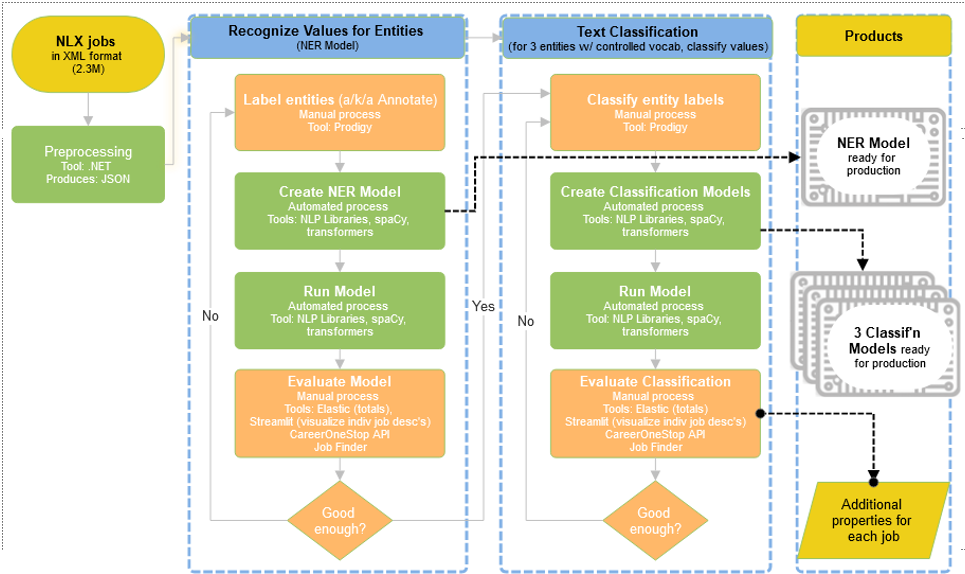 NLX jobs
in XML format
(2.3M)
Preprocessing
Tool: .NET
Produces: JSON
Recognize Values for Entities
(NER Model)
Label entities (a/k/a Annotate)
Manual process
Tool: Prodigy
Create NER Model
Automated process
Tools: NLP Libraries, spaCy,
transformers
Run Model
Automated process
Tool: NLP Libraries, spaCy,
transformers
Evaluate Model
Manual process
Tools: Elastic (totals),
Streamlit (visualize indiv job desc's)
CareerOneStop API
Job Finder
Good
enough?
No
Yes
Text Classification
(for 3 entities w/ controlled vocab, classify values)
Classify entity labels
Manual process
Tool: Prodigy
Create Classification Models
Automated process
Tools: NLP Libraries, spaCy,
transformers
Run Model
Automated process
Tool: NLP Libraries, spaCy,
transformers
Evaluate Classification
Manual process
Tools: Elastic (totals)
Streamlit (visualize indiv job desc's)
CareerOneStop API
Job Finder
Good
enough?
No
Products
NER Model
ready for
production
3 Classif'n
Models ready
for production
Additional
properties for
each job